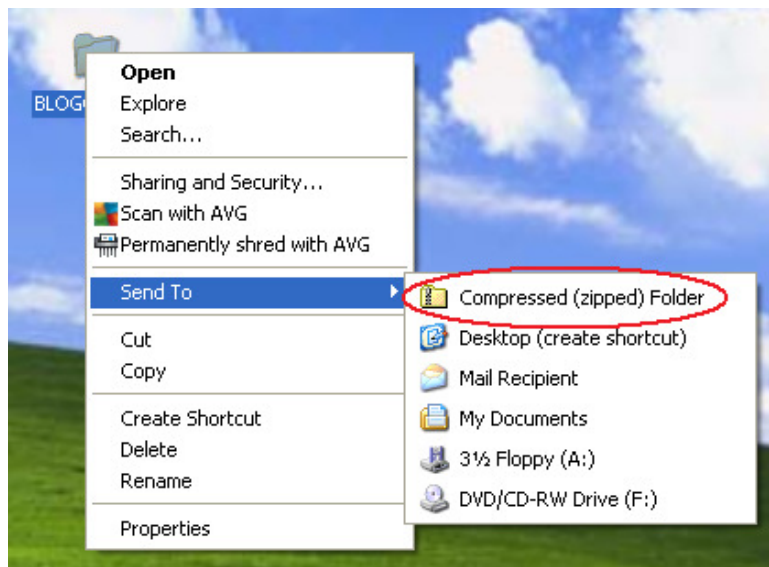 BLOG
Open
Explore
Search...
Sharing and Security...
Scan with AVG
Permanently shred with AVG
Send To
Cut
Copy
Create Shortcut
Delete
Rename
Properties
Compressed (zipped) Folder
Desktop (create shortcut)
Mail Recipient
My Documents
3½ Floppy (A:)
DVD/CD-RW Drive (F:)